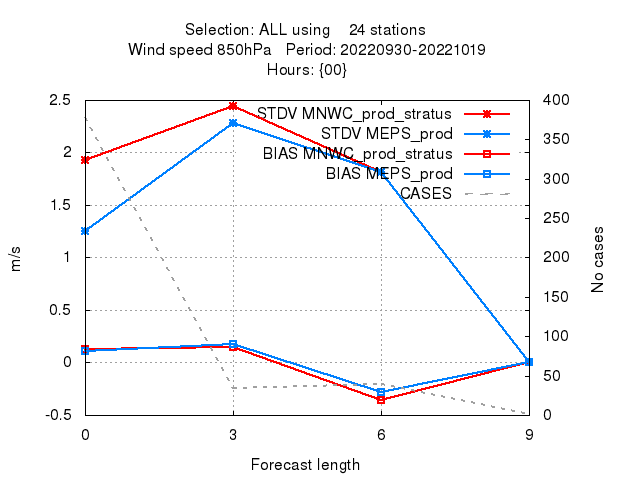 Selection: ALL using    24 stations
Wind speed 850hPa   Period: 20220930-20221019
Hours: {00}
2.5
2
1.5
1
0.5
0
-0.5
400
350
300
250
200
150
100
50
0
STDV MNWC_prod_stratus
STDV MEPS_prod
BIAS MNWC_prod_stratus
BIAS MEPS_prod
CASES
m/s
No cases
0 3 6 9
Forecast length